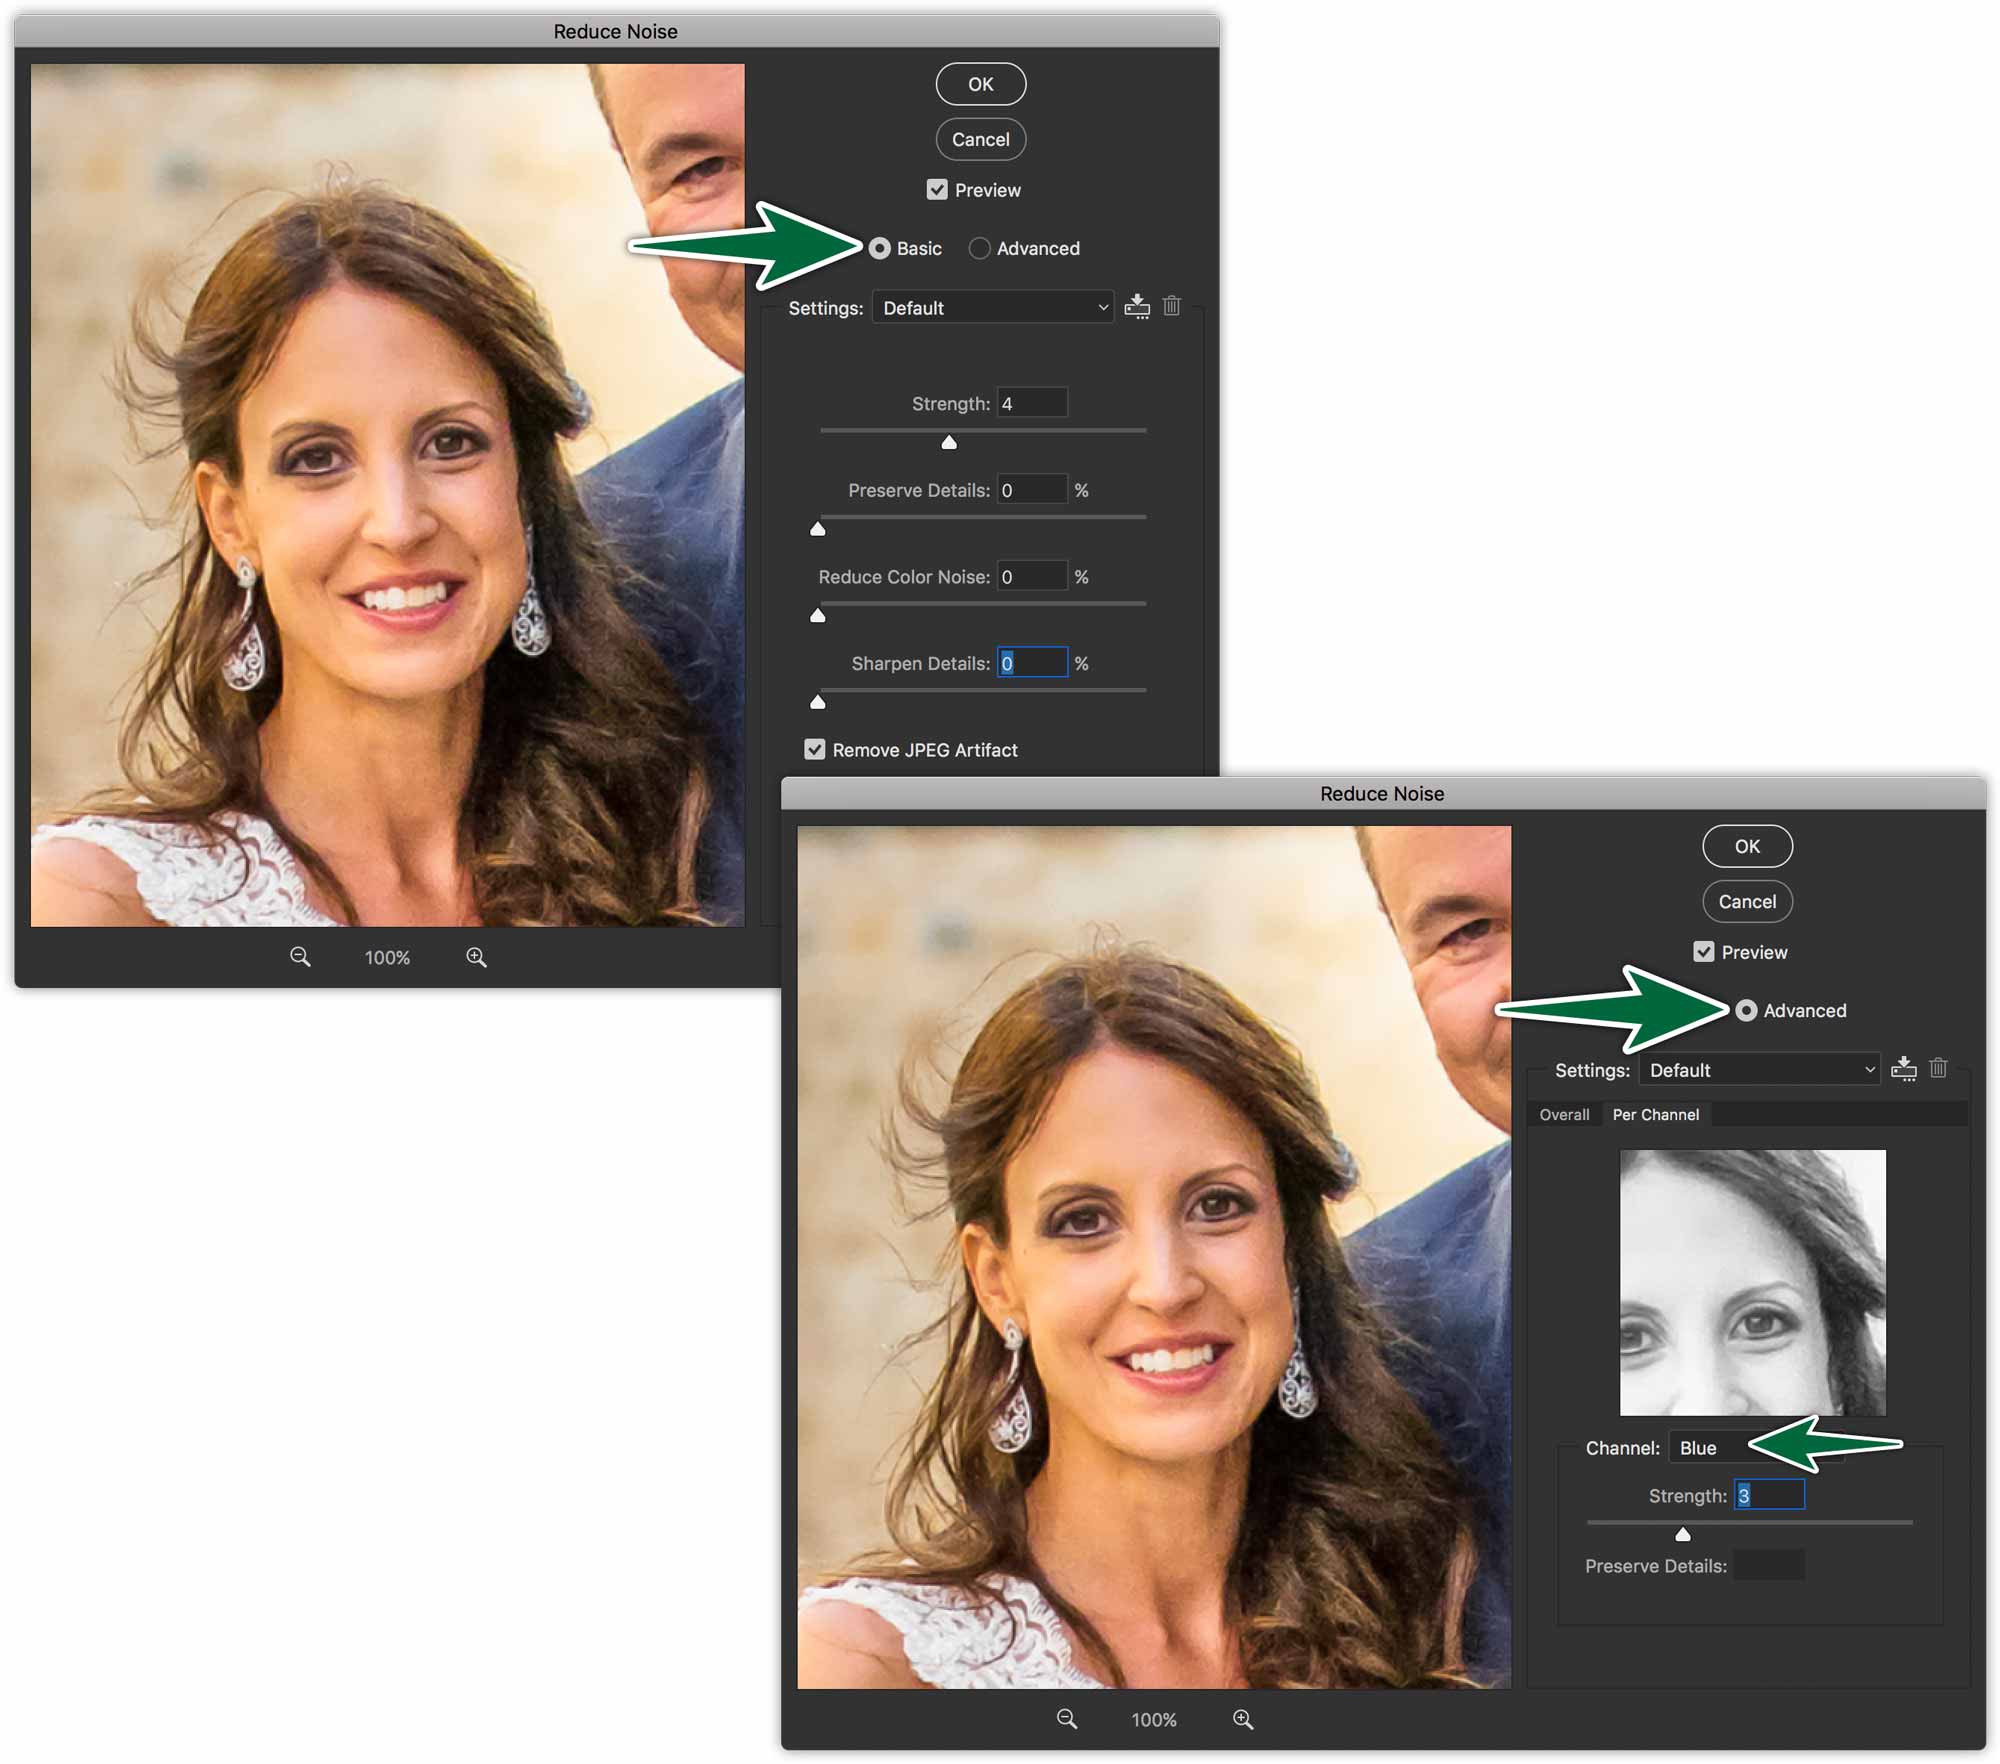 Reduce Noise
OK
Cancel
Preview
Basic Advanced
Settings: Default
Strength: 4
Preserve Details: 0 %
Reduce Color Noise: 0 %
Sharpen Details: 0 %
Remove JPEG Artifact
100%
Reduce Noise
OK
Cancel
Preview
Advanced
Settings: Default
Overall Per Channel
Channel: Blue
Strength: 3
Preserve Details:
100%